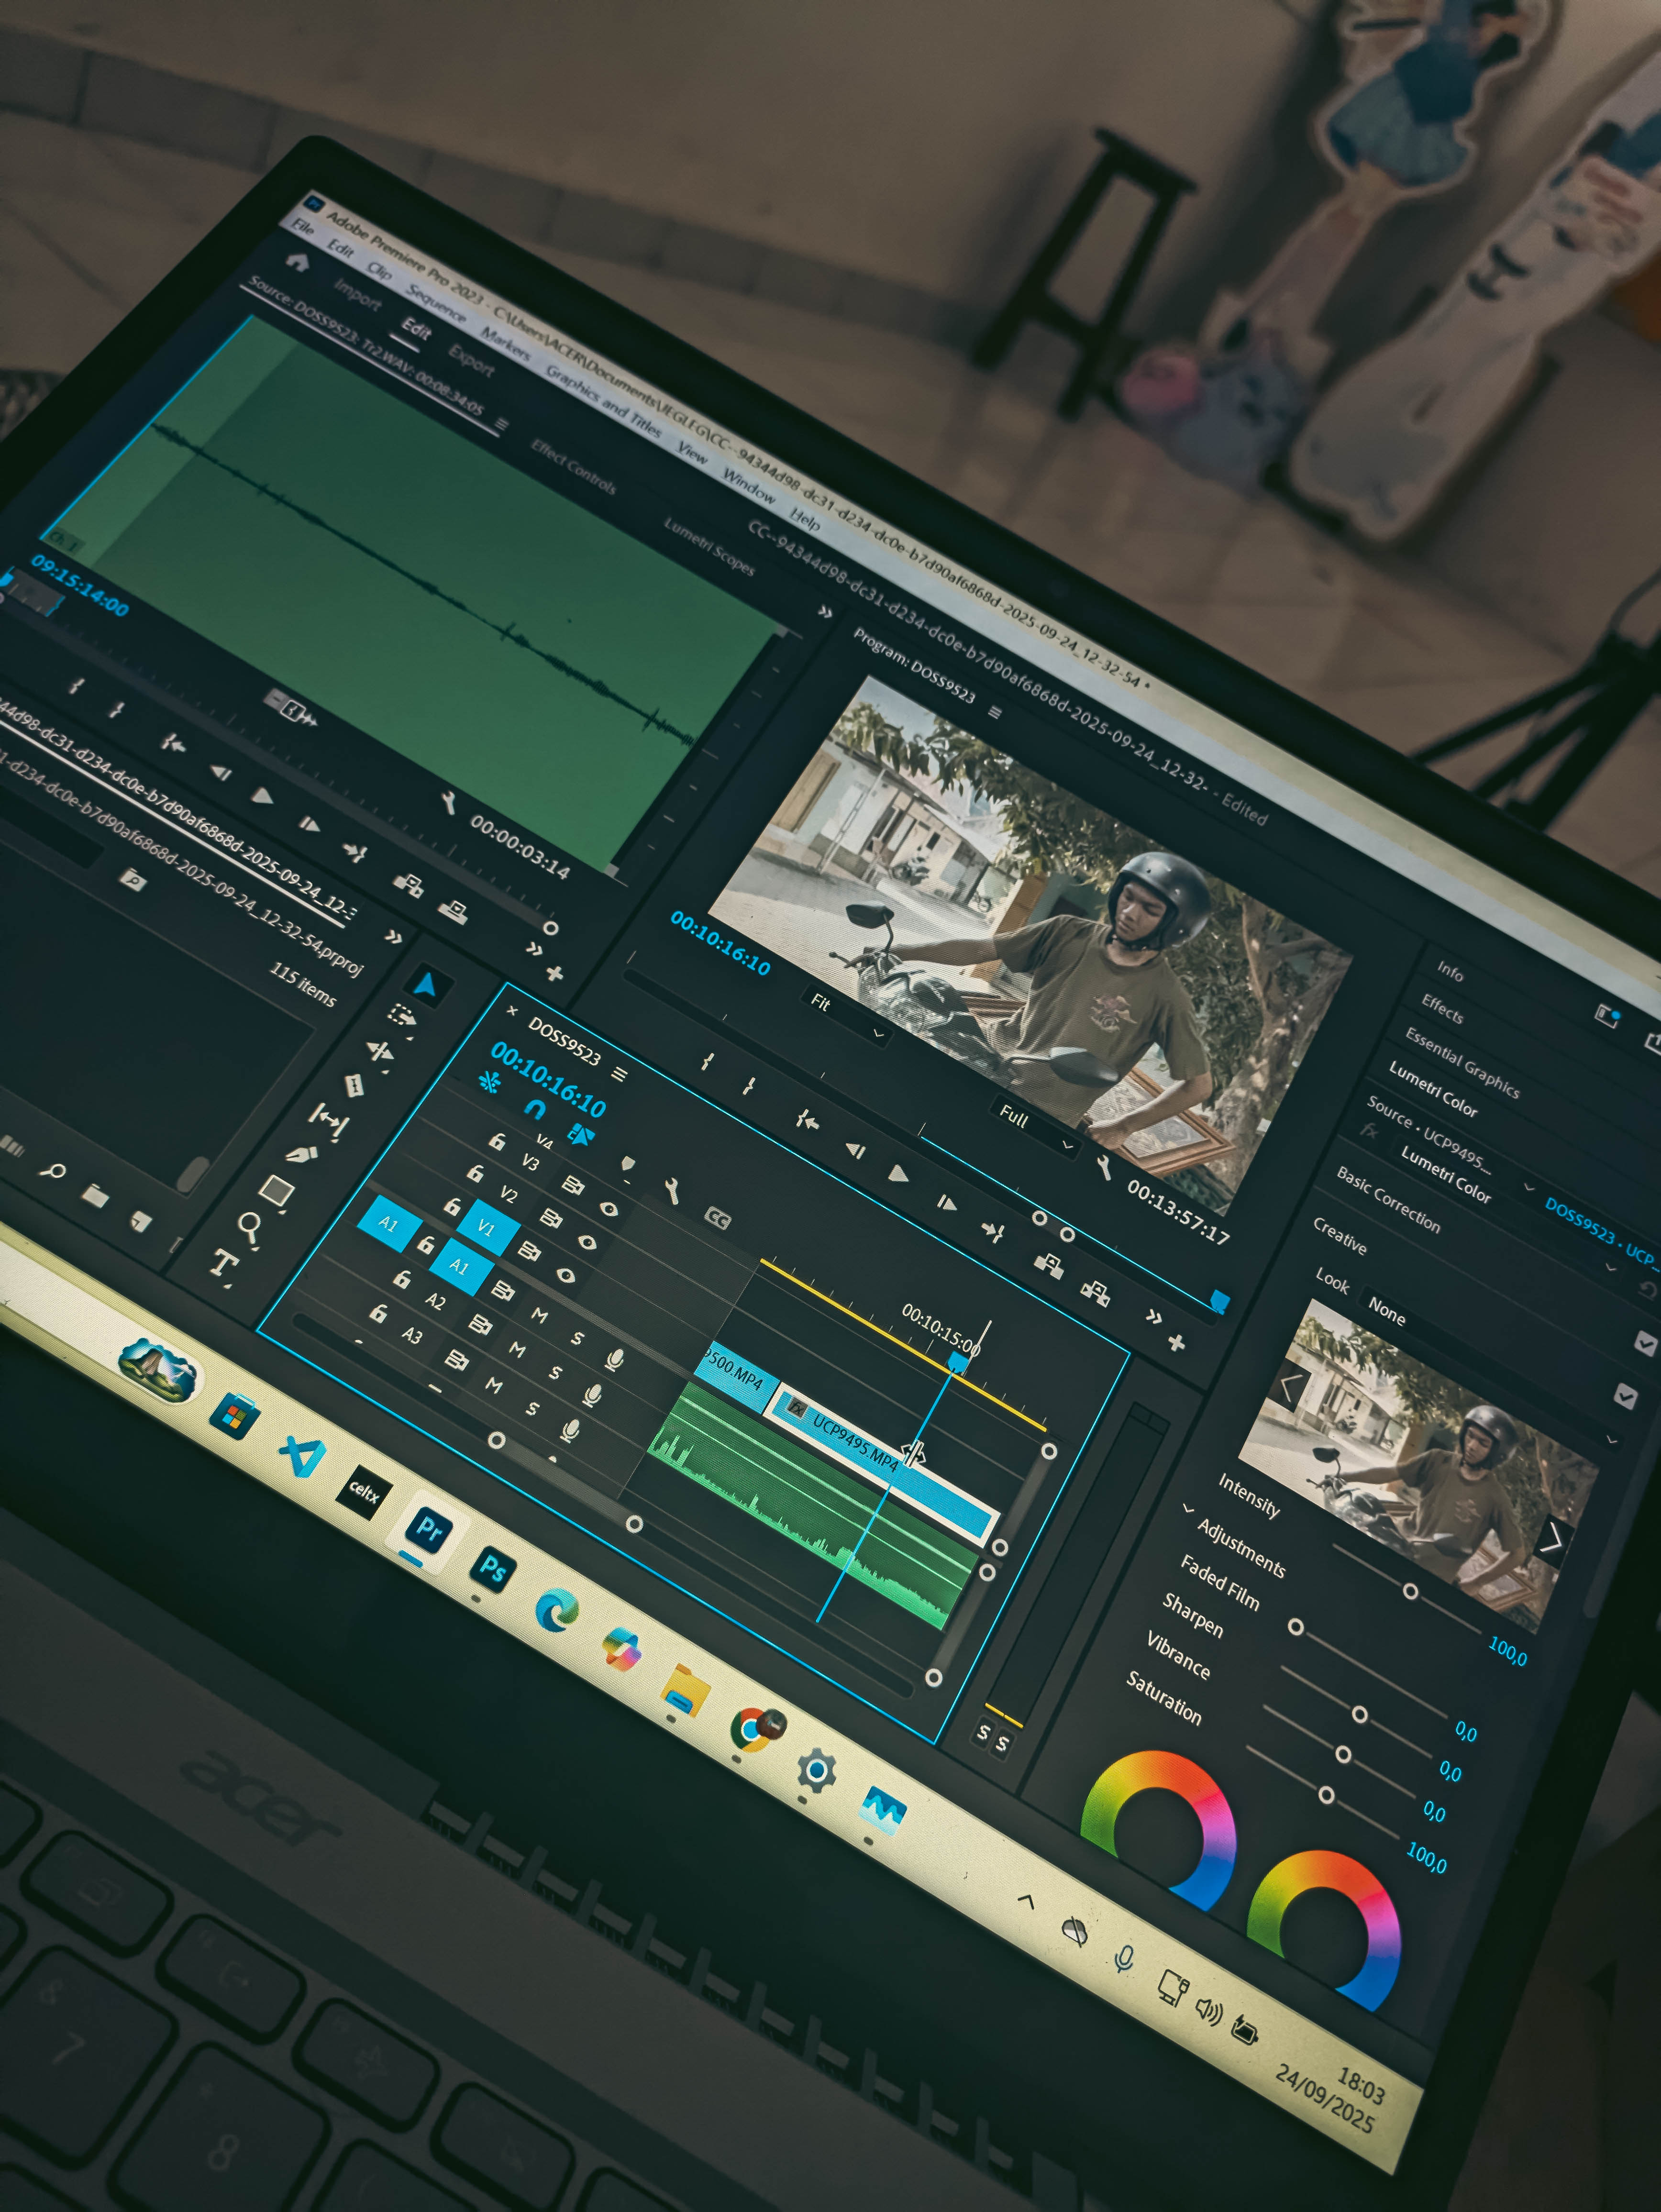 Adobe Premiere Pro 2023 - C:\Users\ACER\Documents\JEGLEG\CC--94344d98-dc31-d234-dc0e-b7d90af6868d-2025-09-24_12-32-54 *
File Edit Clip Sequence Markers Graphics and Titles View Window Help
Import Edit Export
CC--94344d98-dc31-d234-dc0e-b7d90af6868d-2025-09-24_12-32- - Edited
Source: DOSS9523: Tr2.WAV: 00:08:34:05
Effect Controls
Lumetri Scopes
Ch. 1
09:15:14:00
00:00:03:14
Program: DOSS9523
00:10:16:10
Fit
Full
00:13:57:17
44d98-dc31-d234-dc0e-b7d90af6868d-2025-09-24_12-3
-d234-dc0e-b7d90af6868d-2025-09-24_12-32-54.prproj
115 items
DOSS9523
00:10:16:10
00:10:15:00
V4
V3
V2
A1 V1
A1 M S
A2 M S
A3 M S
9500.MP4
fx UCP9495.MP4
S S
Info
Effects
Essential Graphics
Lumetri Color
Source • UCP9495...
DOSS9523 • UCP_
fx Lumetri Color
Basic Correction
Creative
Look None
Intensity 100,0
Adjustments
Faded Film 0,0
Sharpen 0,0
Vibrance 0,0
Saturation 100,0
celtx
Pr
Ps
18:03
24/09/2025
acer
7
8